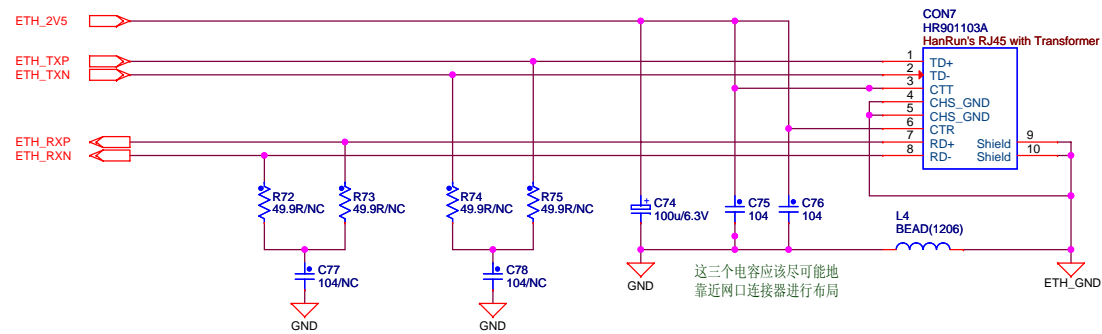 CON7
HR901103A
HanRun's RJ45 with Transformer
ETH_2V5
ETH_TXP
ETH_TXN
ETH_RXP
ETH_RXN
1 TD+
2 TD-
3 CTT
4 CHS_GND
5 CHS_GND
6 CTR
7 RD+ Shield 9
8 RD- Shield 10
R72
49.9R/NC
R73
49.9R/NC
R74
49.9R/NC
R75
49.9R/NC
C74
100u/6.3V
C75
104
C76
104
L4
BEAD(1206)
C77
104/NC
C78
104/NC
这三个电容应该尽可能地
靠近网口连接器进行布局
GND
GND
GND
ETH_GND